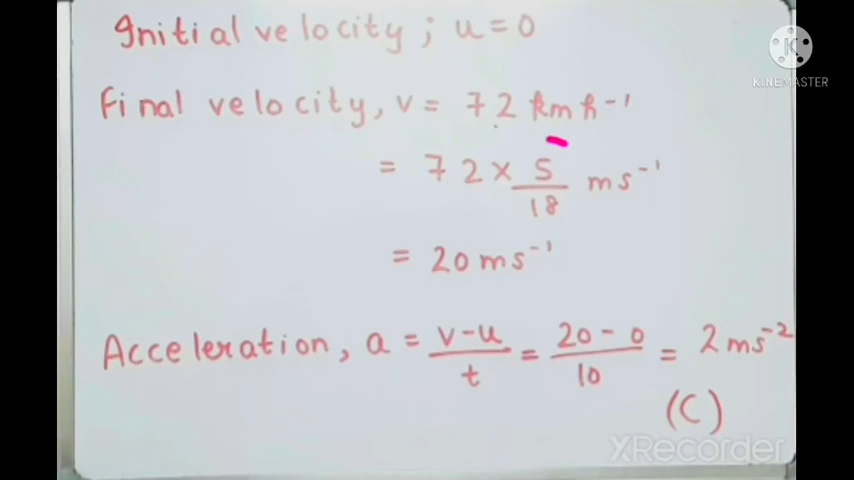 Initial velocity ; u = 0
KINEMASTER
Final velocity, v = 72 km h⁻¹
= 72 × 5/18 ms⁻¹
= 20 ms⁻¹
Acceleration, a = v-u/t = 20-0/10 = 2 ms⁻²
(C)
XRecorder